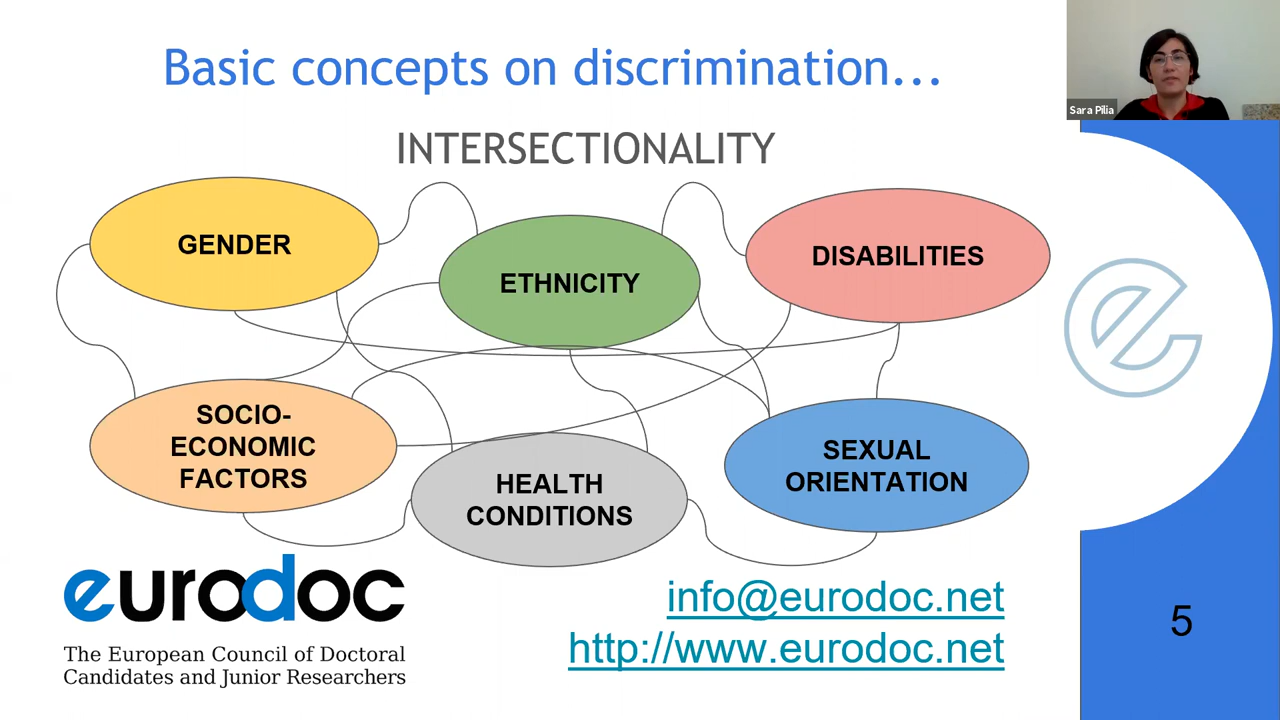 Basic concepts on discrimination...
Sara Pilia
INTERSECTIONALITY
GENDER
ETHNICITY
DISABILITIES
SOCIO-
ECONOMIC
FACTORS
HEALTH
CONDITIONS
SEXUAL
ORIENTATION
eurodoc
The European Council of Doctoral
Candidates and Junior Researchers
info@eurodoc.net
http://www.eurodoc.net
5